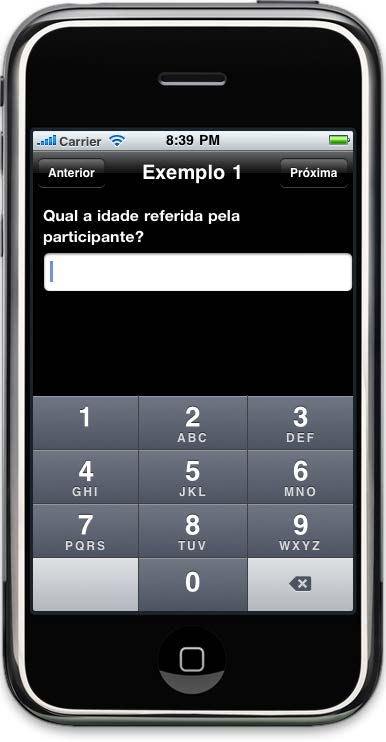 Carrier 8:39 PM
Anterior Exemplo 1 Próxima
Qual a idade referida pela
participante?
1 2 3
ABC DEF
4 5 6
GHI JKL MNO
7 8 9
PQRS TUV WXYZ
0